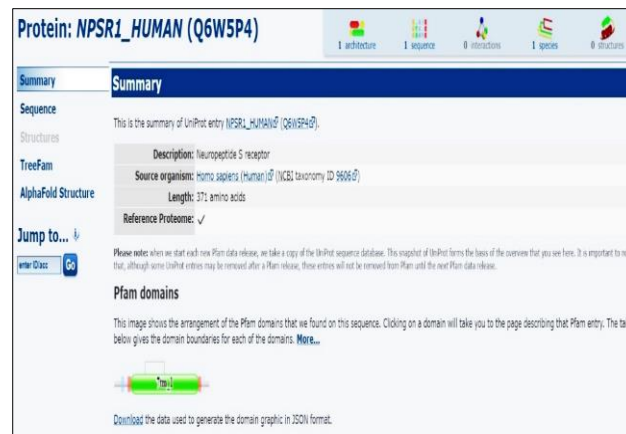 Protein: NPSR1_HUMAN (Q6W5P4)
1 architecture
1 sequence
0 interactions
1 species
0 structures
Summary
Sequence
Structures
TreeFam
AlphaFold Structure
Jump to...
enter ID/acc Go
Summary
This is the summary of UniProt entry NPSR1_HUMAN (Q6W5P4).
Description: Neuropeptide S receptor
Source organism: Homo sapiens (Human) (NCBI taxonomy ID 9606)
Length: 371 amino acids
Reference Proteome: ✓
Please note: when we start each new Pfam data release, we take a copy of the UniProt sequence database. This snapshot of UniProt forms the basis of the overview that you see here. It is important to no
that, although some UniProt entries may be removed after a Pfam release, these entries will not be removed from Pfam until the next Pfam data release.
Pfam domains
This image shows the arrangement of the Pfam domains that we found on this sequence. Clicking on a domain will take you to the page describing that Pfam entry. The ta
below gives the domain boundaries for each of the domains. More...
Download the data used to generate the domain graphic in JSON format.